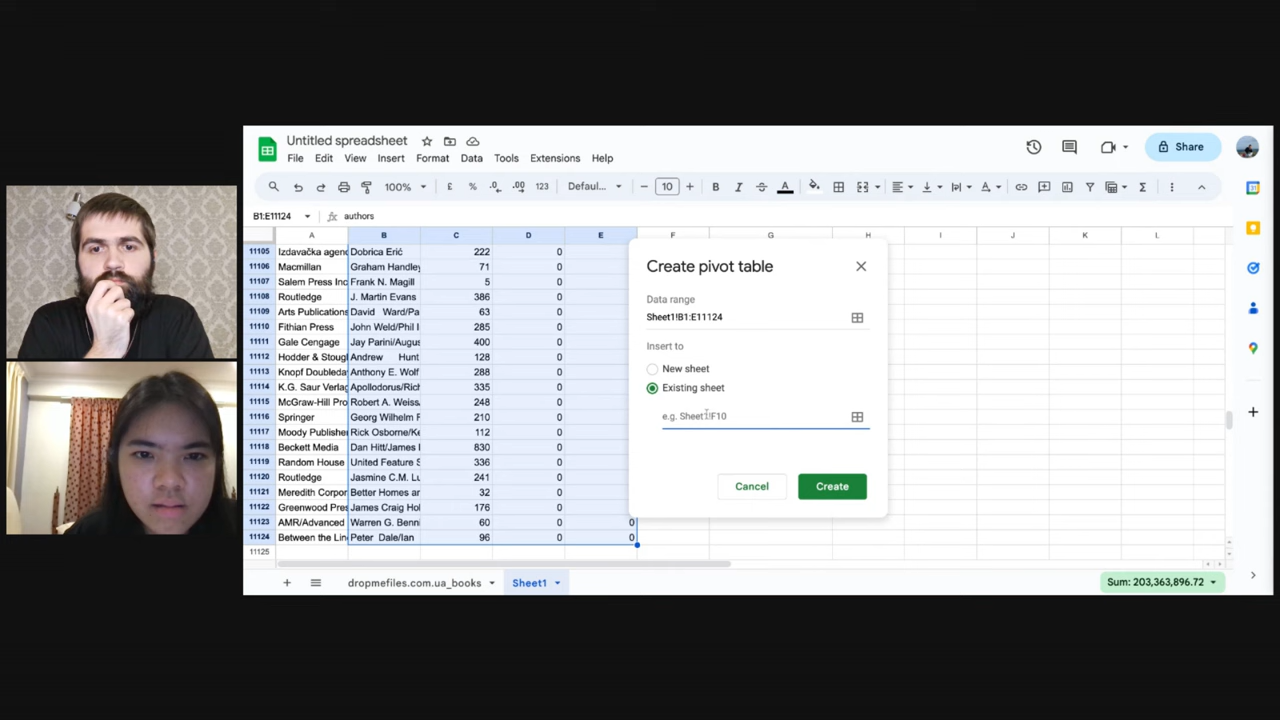 Untitled spreadsheet
File Edit View Insert Format Data Tools Extensions Help
Share
100% £ % .0 .00 123 Defaul... 10 B I A
B1:E11124 fx authors
A B C D E F G H I J K L
11105 Izdavačka agen Dobrica Erić 222 0
11106 Macmillan Graham Handley 71 0
11107 Salem Press Inc Frank N. Magill 5 0
11108 Routledge J. Martin Evans 386 0
11109 Arts Publications David Ward/Pa 63 0
11110 Fithian Press John Weld/Phil I 285 0
11111 Gale Cengage Jay Parini/Augus 400 0
11112 Hodder & Stoug Andrew Hunt 128 0
11113 Knopf Doubleda Anthony E. Wolf 288 0
11114 K.G. Saur Verlag Apollodorus/Rich 335 0
11115 McGraw-Hill Pro Robert A. Weiss/ 248 0
11116 Springer Georg Wilhelm F 210 0
11117 Moody Publisher Rick Osborne/Ke 112 0
11118 Beckett Media Dan Hitt/James I 830 0
11119 Random House United Feature S 336 0
11120 Routledge Jasmine C.M. Lu 241 0
11121 Meredith Corpor Better Homes an 32 0
11122 Greenwood Pres James Craig Hol 176 0
11123 AMR/Advanced Warren G. Benni 60 0 0
11124 Between the Lin Peter Dale/Ian 96 0 0
11125
Create pivot table
Data range
Sheet1!B1:E11124
Insert to
New sheet
Existing sheet
e.g. Sheet1!F10
Cancel Create
dropmefiles.com.ua_books Sheet1 Sum: 203,363,896.72